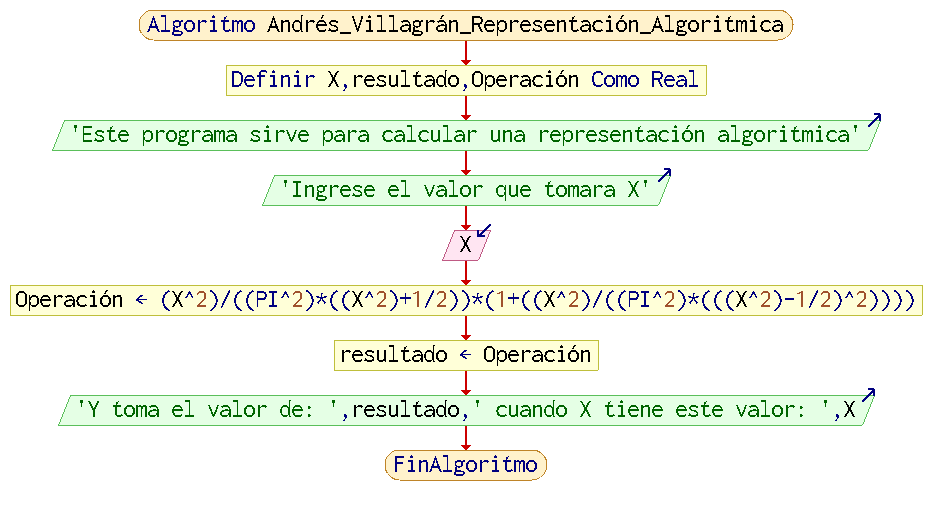 Algoritmo Andrés_Villagrán_Representación_Algoritmica
Definir X,resultado,Operación Como Real
'Este programa sirve para calcular una representación algoritmica'
'Ingrese el valor que tomara X'
X
Operación ← (X^2)/((PI^2)*((X^2)+1/2))*(1+((X^2)/((PI^2)*(((X^2)-1/2)^2))))
resultado ← Operación
'Y toma el valor de: ',resultado,' cuando X tiene este valor: ',X
FinAlgoritmo